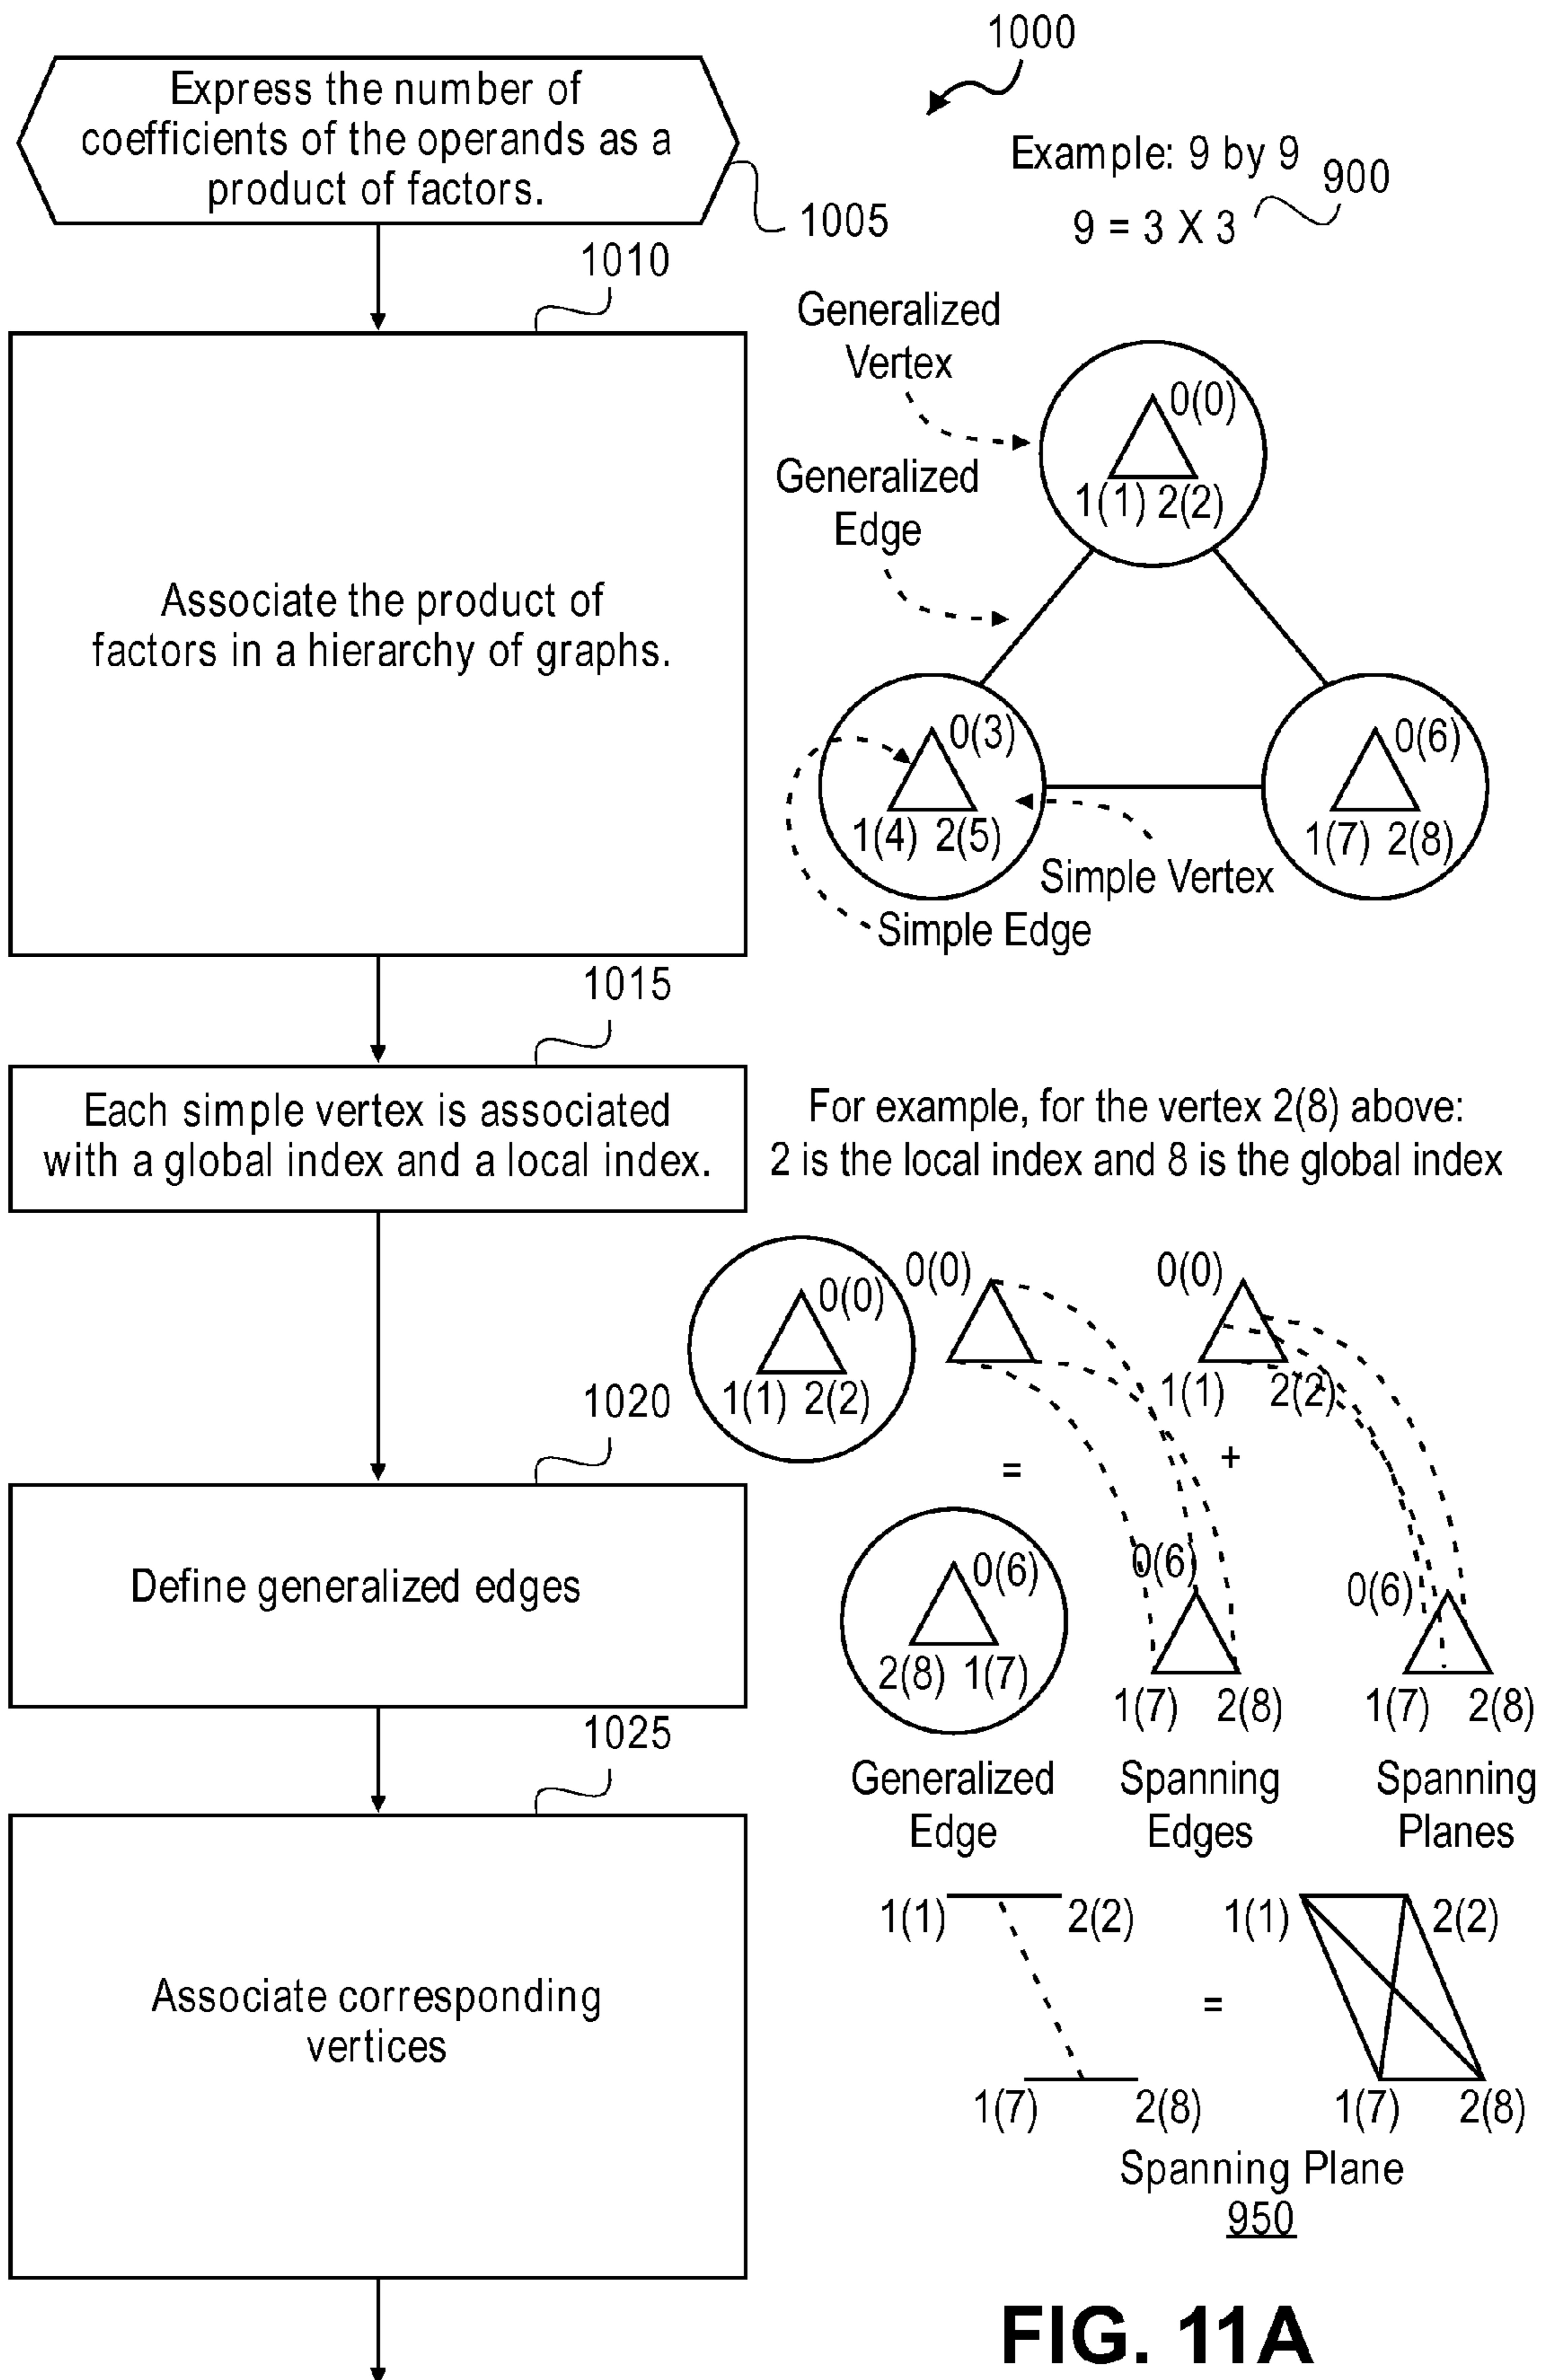 1000
Express the number of
coefficients of the operands as a
product of factors.
1005
Example: 9 by 9
900
9 = 3 X 3
1010
Associate the product of
factors in a hierarchy of graphs.
Generalized
Vertex
0(0)
1(1) 2(2)
Generalized
Edge
0(3)
1(4) 2(5)
0(6)
1(7) 2(8)
Simple Vertex
Simple Edge
1015
Each simple vertex is associated
with a global index and a local index.
For example, for the vertex 2(8) above:
2 is the local index and 8 is the global index
0(0)
1(1) 2(2)
0(0)
0(0)
1(1) 2(2)
1020
Define generalized edges
=
+
0(6)
2(8) 1(7)
0(6)
1(7) 2(8)
0(6)
1(7) 2(8)
Generalized
Edge
Spanning
Edges
Spanning
Planes
1025
Associate corresponding
vertices
1(1) 2(2)
1(1) 2(2)
=
1(7) 2(8)
1(7) 2(8)
Spanning Plane
950
FIG. 11A